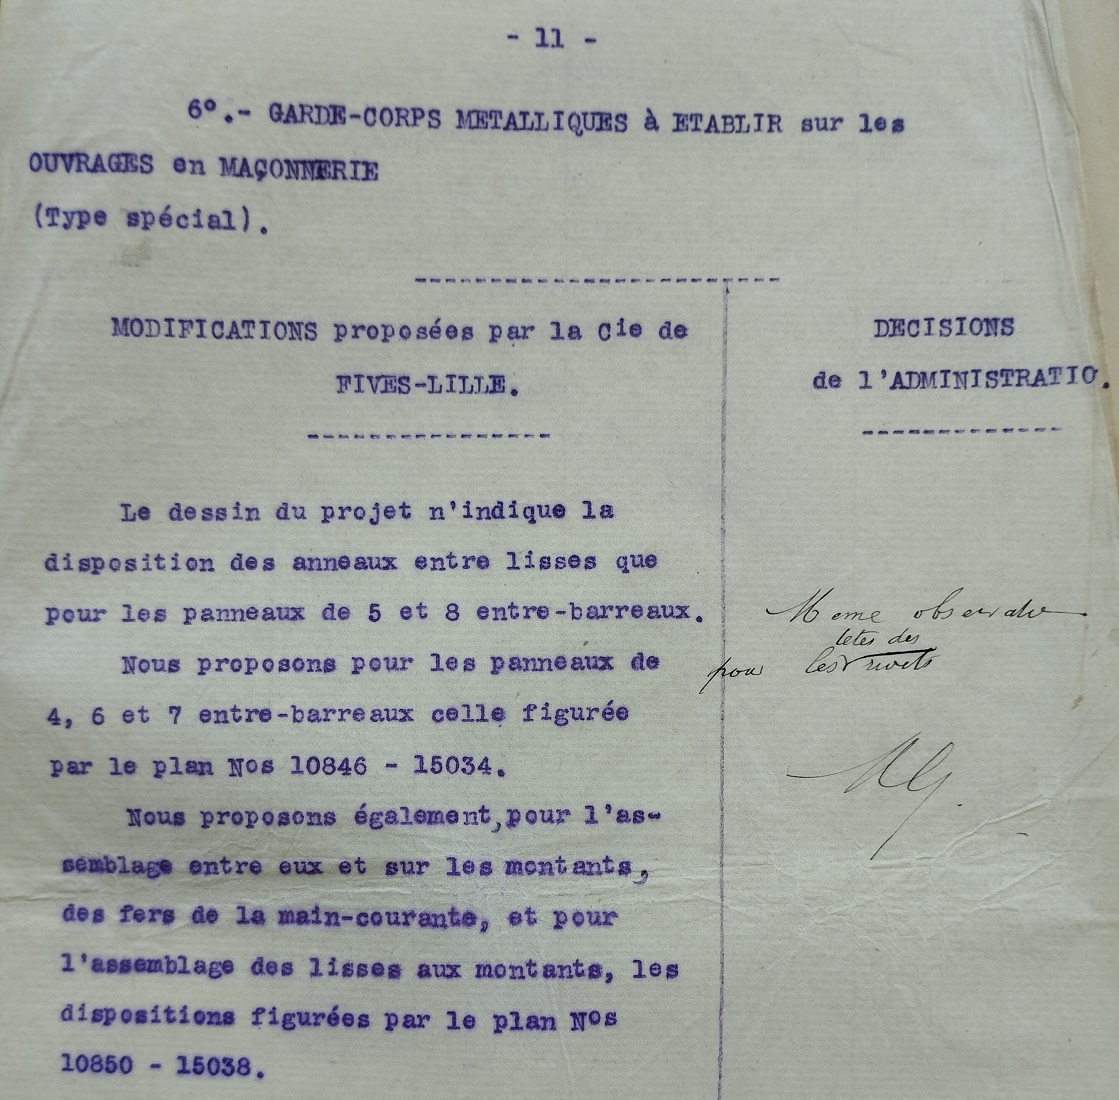 - 11 -
6°.- GARDE-CORPS METALLIQUES à ETABLIR sur les
OUVRAGES en MAÇONNERIE
(Type spécial).
MODIFICATIONS proposées par la Cie de
FIVES-LILLE.
Le dessin du projet n'indique la
disposition des anneaux entre lisses que
pour les panneaux de 5 et 8 entre-barreaux.
Nous proposons pour les panneaux de
4, 6 et 7 entre-barreaux celle figurée
par le plan Nos 10846 - 15034.
Nous proposons également,pour l'as-
semblage entre eux et sur les montants,
des fers de la main-courante, et pour
l'assemblage des lisses aux montants, les
dispositions figurées par le plan Nos
10850 - 15038.
DECISIONS
de l'ADMINISTRATIO.
Meme observatio
tetes des
pour les rivets